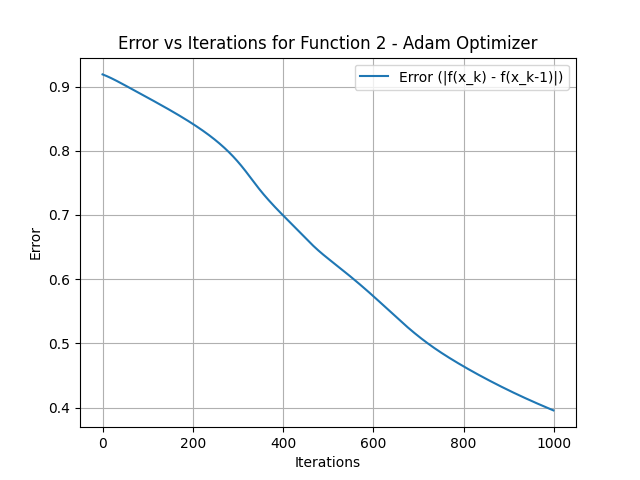 Error vs Iterations for Function 2 - Adam Optimizer
Error (|f(x_k) - f(x_k-1)|)
0.9
0.8
0.7
0.6
0.5
0.4
Error
0 200 400 600 800 1000
Iterations